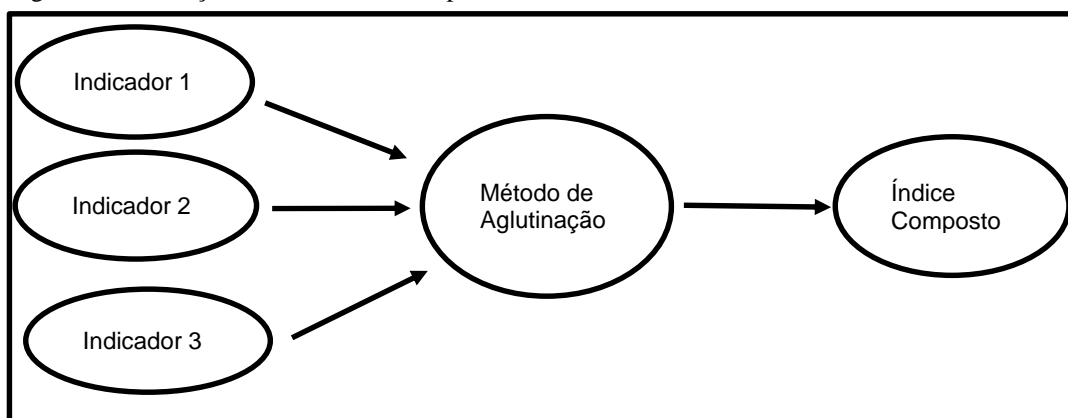 Indicador 1
Indicador 2
Indicador 3
Método de
Aglutinação
Índice
Composto